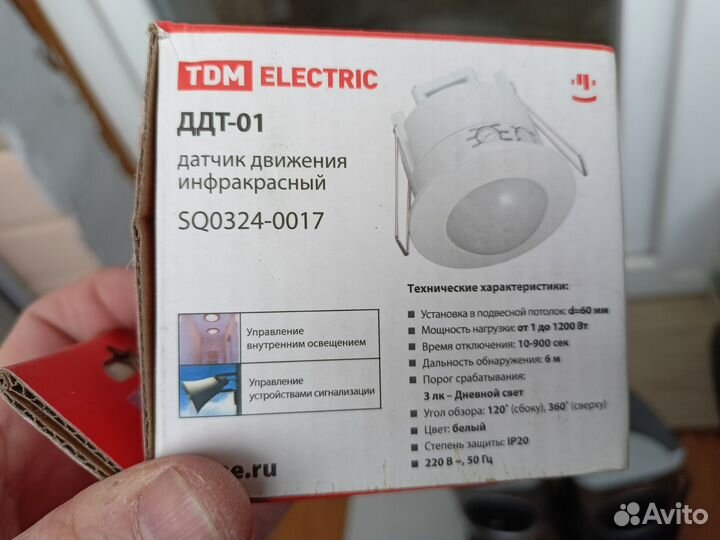 TDM ELECTRIC
ДДТ-01
датчик движения
инфракрасный
SQ0324-0017
Технические характеристики:
Установка в подвесной потолок: d=60 мм
Мощность нагрузки: от 1 до 1200 Вт
Время отключения: 10-900 сек
Дальность обнаружения: 6 м
Порог срабатывания:
3 лк – Дневной свет
Угол обзора: 120˚ (сбоку), 360˚ (сверху)
Цвет: белый
Степень защиты: IP20
220 В ~, 50 Гц
Управление
внутренним освещением
Управление
устройствами сигнализации
se.ru
Avito